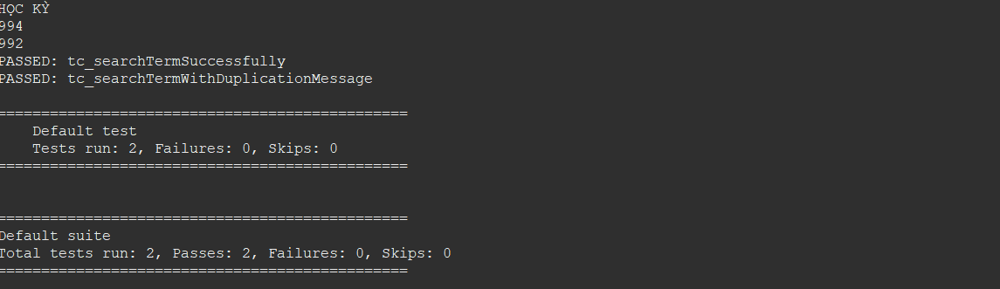 HỌC KỲ
994
992
PASSED: tc_searchTermSuccessfully
PASSED: tc_searchTermWithDuplicationMessage
===============================================
Default test
Tests run: 2, Failures: 0, Skips: 0
===============================================
===============================================
Default suite
Total tests run: 2, Passes: 2, Failures: 0, Skips: 0
===============================================